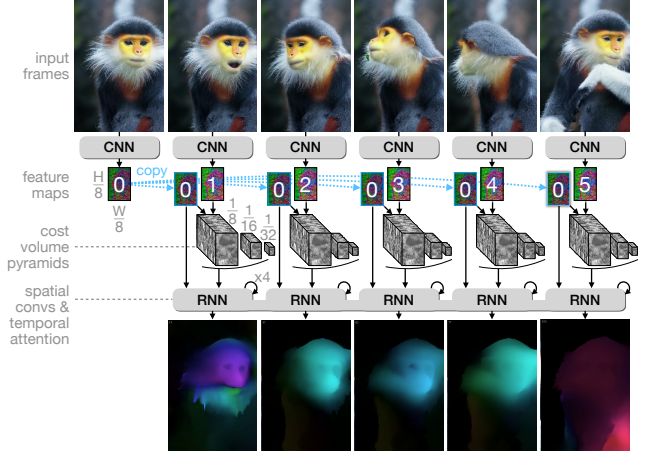 input
frames
CNN CNN CNN CNN CNN CNN
copy
feature
maps
H/8
0 0 1 0 2 0 3 0 4 0 5
W/8
1/8 1/16 1/32
cost
volume
pyramids
x4
spatial
convs &
temporal
attention
RNN RNN RNN RNN RNN